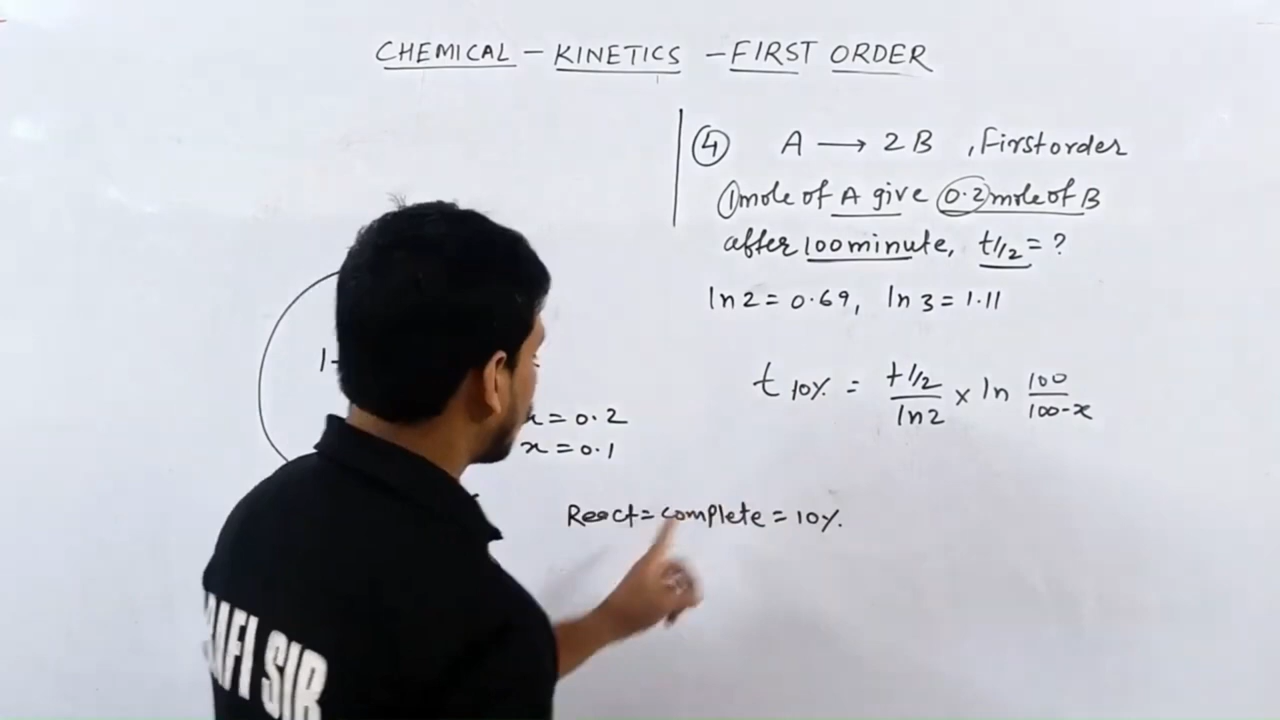 CHEMICAL - KINETICS - FIRST ORDER
④ A ⟶ 2B , First order
1 mole of A give 0.2 mole of B
after 100 minute, t1/2 = ?
ln 2 = 0.69, ln 3 = 1.11
t 10% = t1/2 / ln 2 × ln 100 / 100-x
1-
x = 0.2
x = 0.1
React = complete = 10%.
SIR